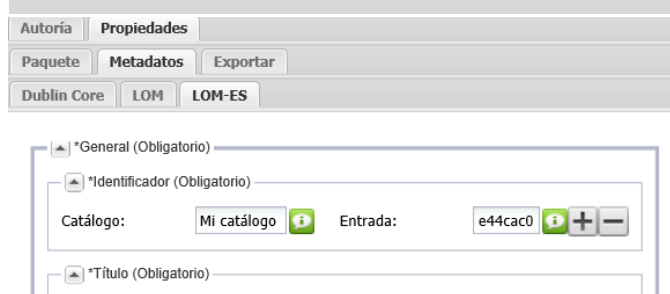 Autoría Propiedades
Paquete Metadatos Exportar
Dublin Core LOM LOM-ES
*General (Obligatorio)
*Identificador (Obligatorio)
Catálogo: Mi catálogo Entrada: e44cac0
*Título (Obligatorio)